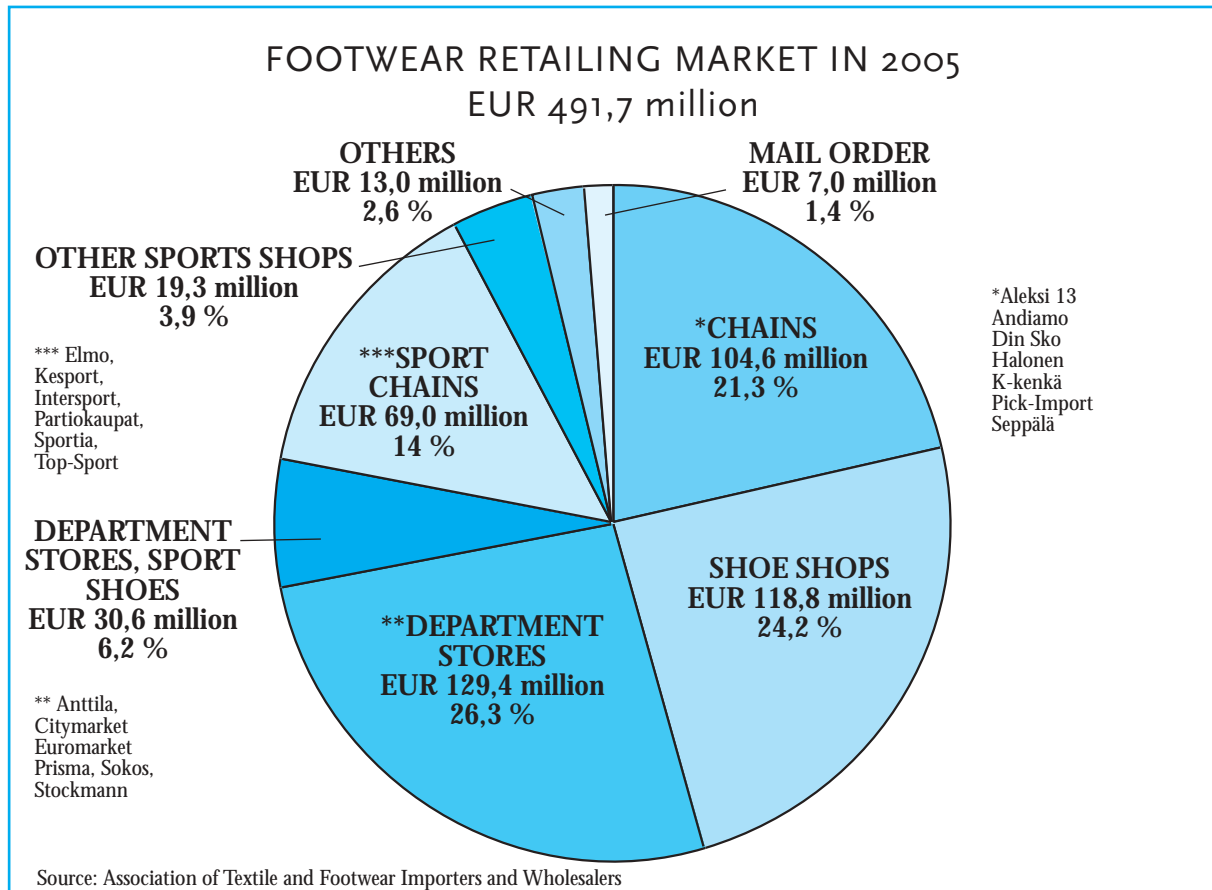 FOOTWEAR RETAILING MARKET IN 2005
EUR 491,7 million
OTHERS
EUR 13,0 million
2,6 %
MAIL ORDER
EUR 7,0 million
1,4 %
OTHER SPORTS SHOPS
EUR 19,3 million
3,9 %
*** Elmo,
Kesport,
Intersport,
Partiokaupat,
Sportia,
Top-Sport
***SPORT
CHAINS
EUR 69,0 million
14 %
*CHAINS
EUR 104,6 million
21,3 %
*Aleksi 13
Andiamo
Din Sko
Halonen
K-kenkä
Pick-Import
Seppälä
DEPARTMENT
STORES, SPORT
SHOES
EUR 30,6 million
6,2 %
SHOE SHOPS
EUR 118,8 million
24,2 %
**DEPARTMENT
STORES
EUR 129,4 million
26,3 %
** Anttila,
Citymarket
Euromarket
Prisma, Sokos,
Stockmann
Source: Association of Textile and Footwear Importers and Wholesalers